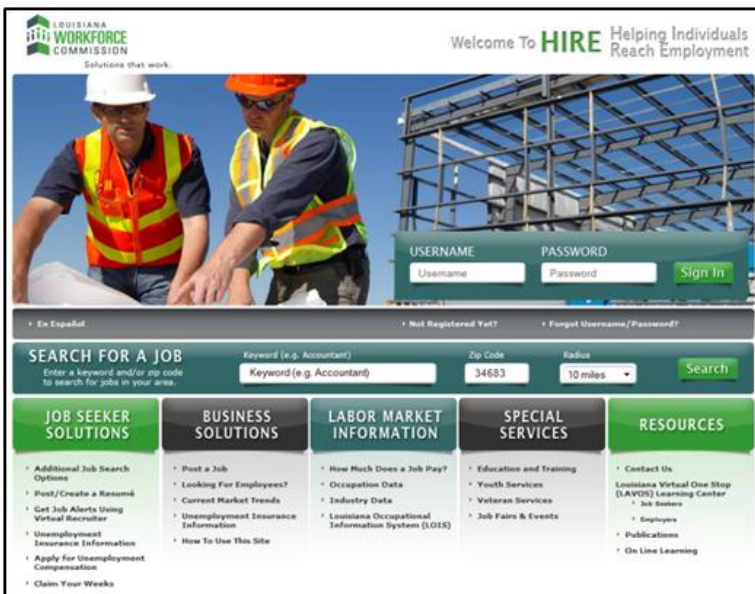 LOUISIANA
WORKFORCE
COMMISSION
Solutions that work.
Welcome To HIRE Helping Individuals
Reach Employment
USERNAME PASSWORD
Username Password Sign In
En Español Not Registered Yet? Forgot Username/Password?
SEARCH FOR A JOB
Enter a keyword and/or zip code
to search for jobs in your area.
Keyword (e.g. Accountant) Zip Code Radius
Keyword (e.g. Accountant) 34683 10 miles Search
JOB SEEKER
SOLUTIONS
Additional Job Search
Options
Post/Create a Resumé
Get Job Alerts Using
Virtual Recruiter
Unemployment
Insurance Information
Apply for Unemployment
Compensation
Claim Your Weeks
BUSINESS
SOLUTIONS
Post a Job
Looking For Employees?
Current Market Trends
Unemployment Insurance
Information
How To Use This Site
LABOR MARKET
INFORMATION
How Much Does a Job Pay?
Occupation Data
Industry Data
Louisiana Occupational
Information System (LOIS)
SPECIAL
SERVICES
Education and Training
Youth Services
Veteran Services
Job Fairs & Events
RESOURCES
Contact Us
Louisiana Virtual One Stop
(LAVOS) Learning Center
Job Seekers
Employers
Publications
On Line Learning